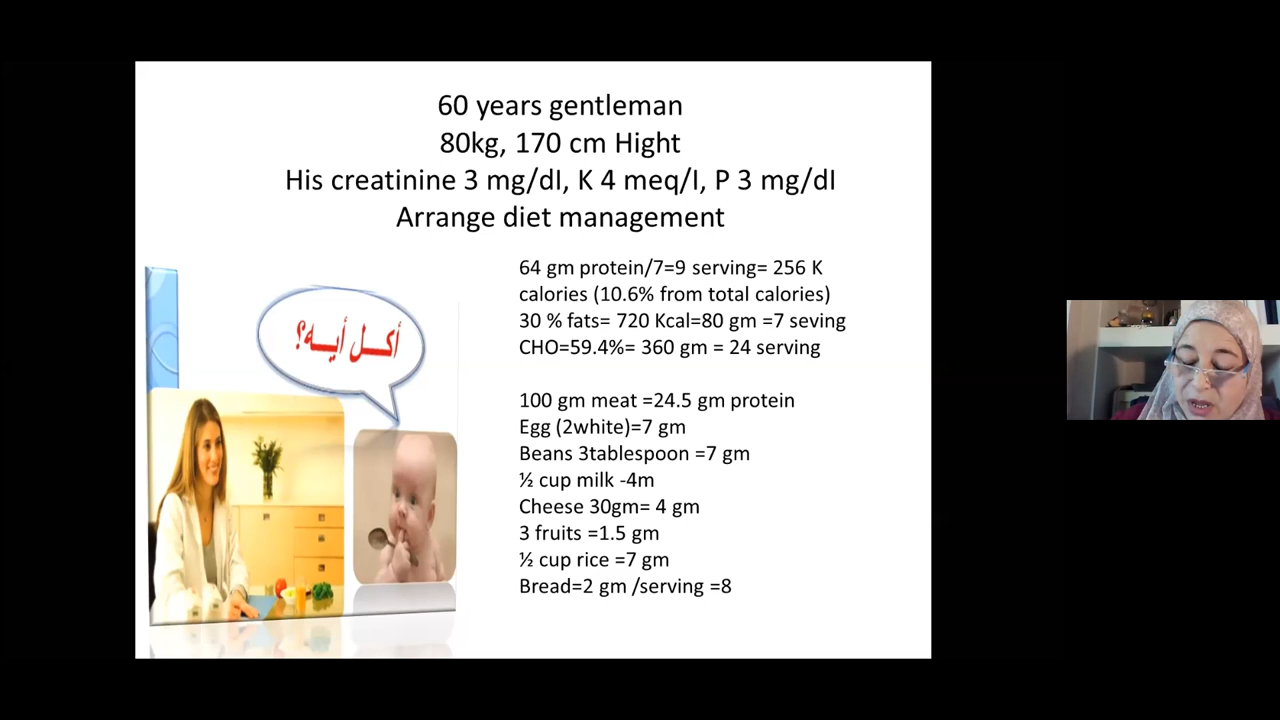 60 years gentleman
80kg, 170 cm Hight
His creatinine 3 mg/dl, K 4 meq/l, P 3 mg/dl
Arrange diet management
64 gm protein/7=9 serving= 256 K
calories (10.6% from total calories)
30 % fats= 720 Kcal=80 gm =7 seving
CHO=59.4%= 360 gm = 24 serving
أكل أيه؟
100 gm meat =24.5 gm protein
Egg (2white)=7 gm
Beans 3tablespoon =7 gm
½ cup milk -4m
Cheese 30gm= 4 gm
3 fruits =1.5 gm
½ cup rice =7 gm
Bread=2 gm /serving =8